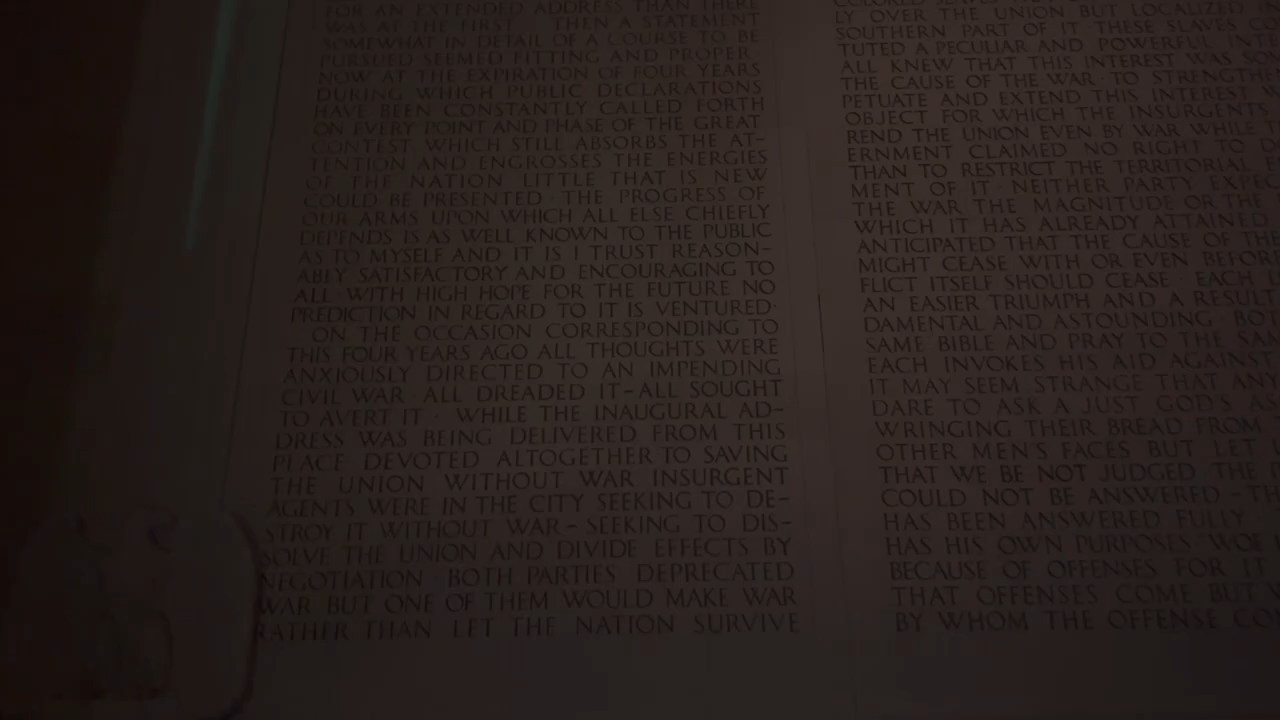 FOR AN EXTENDED ADDRESS THAN THERE
WAS AT THE FIRST · THEN A STATEMENT
SOMEWHAT IN DETAIL OF A COURSE TO BE
PURSUED SEEMED FITTING AND PROPER
NOW AT THE EXPIRATION OF FOUR YEARS
DURING WHICH PUBLIC DECLARATIONS
HAVE BEEN CONSTANTLY CALLED FORTH
ON EVERY POINT AND PHASE OF THE GREAT
CONTEST WHICH STILL ABSORBS THE AT-
TENTION AND ENGROSSES THE ENERGIES
OF THE NATION LITTLE THAT IS NEW
COULD BE PRESENTED · THE PROGRESS OF
OUR ARMS UPON WHICH ALL ELSE CHIEFLY
DEPENDS IS AS WELL KNOWN TO THE PUBLIC
AS TO MYSELF AND IT IS I TRUST REASON-
ABLY SATISFACTORY AND ENCOURAGING TO
ALL · WITH HIGH HOPE FOR THE FUTURE NO
PREDICTION IN REGARD TO IT IS VENTURED·
ON THE OCCASION CORRESPONDING TO
THIS FOUR YEARS AGO ALL THOUGHTS WERE
ANXIOUSLY DIRECTED TO AN IMPENDING
CIVIL WAR · ALL DREADED IT-ALL SOUGHT
TO AVERT IT · WHILE THE INAUGURAL AD-
DRESS WAS BEING DELIVERED FROM THIS
PLACE DEVOTED ALTOGETHER TO SAVING
THE UNION WITHOUT WAR INSURGENT
AGENTS WERE IN THE CITY SEEKING TO DE-
STROY IT WITHOUT WAR-SEEKING TO DIS-
SOLVE THE UNION AND DIVIDE EFFECTS BY
NEGOTIATION · BOTH PARTIES DEPRECATED
WAR BUT ONE OF THEM WOULD MAKE WAR
RATHER THAN LET THE NATION SURVIVE
LY OVER THE UNION BUT LOCALIZED
SOUTHERN PART OF IT · THESE SLAVES
TUTED A PECULIAR AND POWERFUL
ALL KNEW THAT THIS INTEREST WAS
THE CAUSE OF THE WAR · TO STRENGTHE
PETUATE AND EXTEND THIS INTEREST
OBJECT FOR WHICH THE INSURGENTS
REND THE UNION EVEN BY WAR WHILE
ERNMENT CLAIMED NO RIGHT TO
THAN TO RESTRICT THE TERRITORIAL
MENT OF IT · NEITHER PARTY EXPEC
THE WAR THE MAGNITUDE OR THE
WHICH IT HAS ALREADY ATTAINED
ANTICIPATED THAT THE CAUSE OF THE
MIGHT CEASE WITH OR EVEN BEFOR
FLICT ITSELF SHOULD CEASE · EACH
AN EASIER TRIUMPH AND A RESULT
DAMENTAL AND ASTOUNDING · BOT
SAME BIBLE AND PRAY TO THE SAM
EACH INVOKES HIS AID AGAINST
IT MAY SEEM STRANGE THAT ANY
DARE TO ASK A JUST GOD'S AS
WRINGING THEIR BREAD FROM
OTHER MEN'S FACES BUT LET
THAT WE BE NOT JUDGED · THE
COULD NOT BE ANSWERED - TH
HAS BEEN ANSWERED FULLY
HAS HIS OWN PURPOSES "WOE
BECAUSE OF OFFENSES FOR IT
THAT OFFENSES COME BUT
BY WHOM THE OFFENSE CO